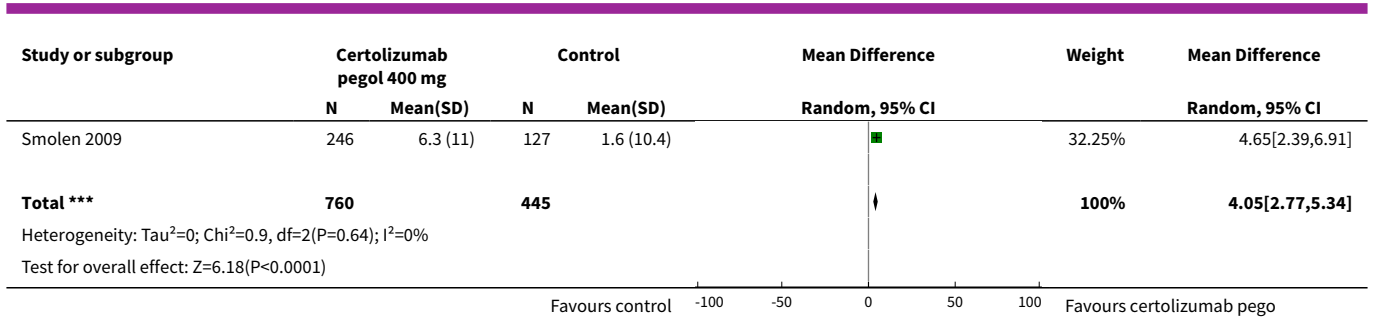 Study or subgroup Certolizumab pegol 400 mg Control Mean Difference Weight Mean Difference
N Mean(SD) N Mean(SD) Random, 95% CI Random, 95% CI
Smolen 2009 246 6.3 (11) 127 1.6 (10.4) 32.25% 4.65[2.39,6.91]
Total *** 760 445 100% 4.05[2.77,5.34]
Heterogeneity: Tau²=0; Chi²=0.9, df=2(P=0.64); I²=0%
Test for overall effect: Z=6.18(P<0.0001)
Favours control -100 -50 0 50 100 Favours certolizumab pego